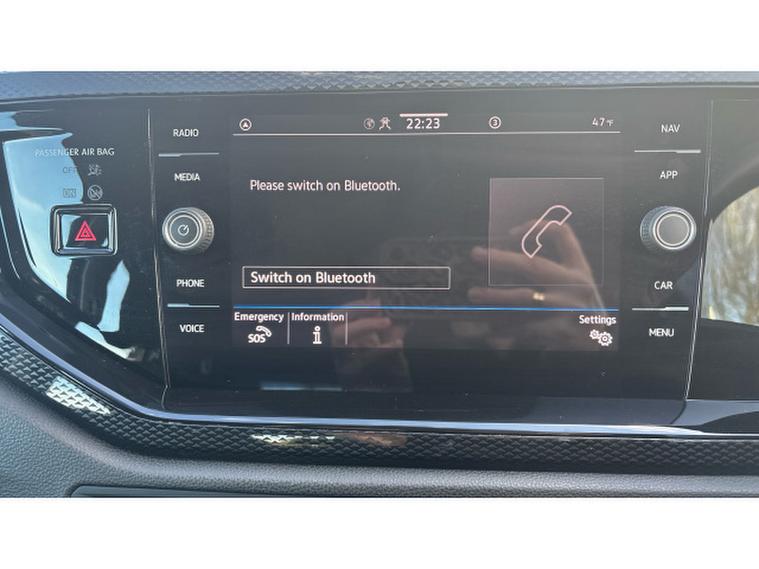 RADIO
22:23
3
47°F
NAV
PASSENGER AIR BAG
OFF
ON
MEDIA
APP
Please switch on Bluetooth.
PHONE
Switch on Bluetooth
CAR
VOICE
Emergency
Information
Settings
SOS
MENU